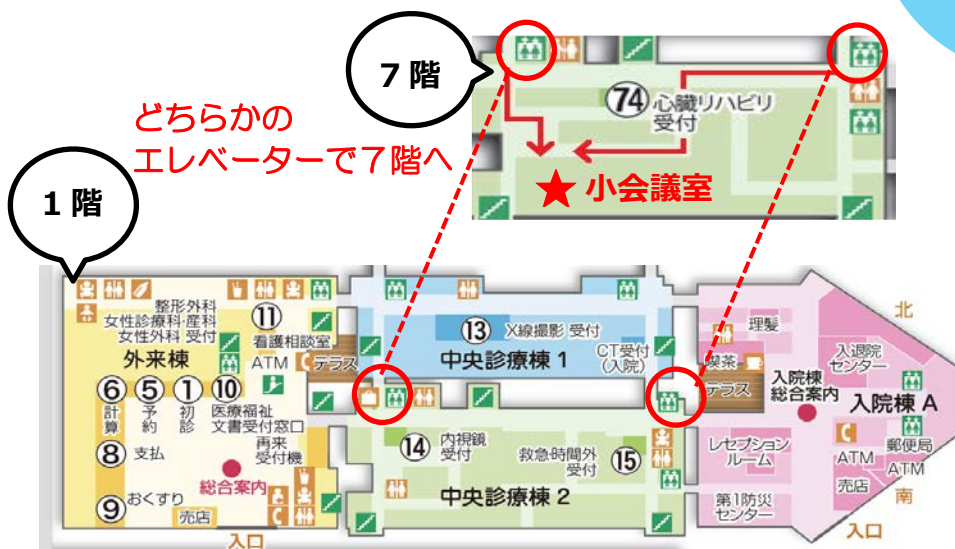 7階
74 心臓リハビリ
受付
どちらかの
エレベーターで7階へ
★ 小会議室
1階
整形外科
女性診療科・産科
女性外科 受付
外来棟
11
看護相談室
ATM
テラス
6 計算
5 予約
1 初診
10 医療福祉
文書受付窓口
再来
受付機
8 支払
総合案内
9 おくすり
売店
入口
13 X線撮影 受付
中央診療棟 1
CT受付
(入院)
14 内視鏡
受付
救急時間外
受付
15
中央診療棟 2
理髪
喫茶
テラス
入院棟
総合案内
入退院
センター
入院棟 A
レセプション
ルーム
ATM
郵便局
ATM
売店
第1防災
センター
北
南
入口